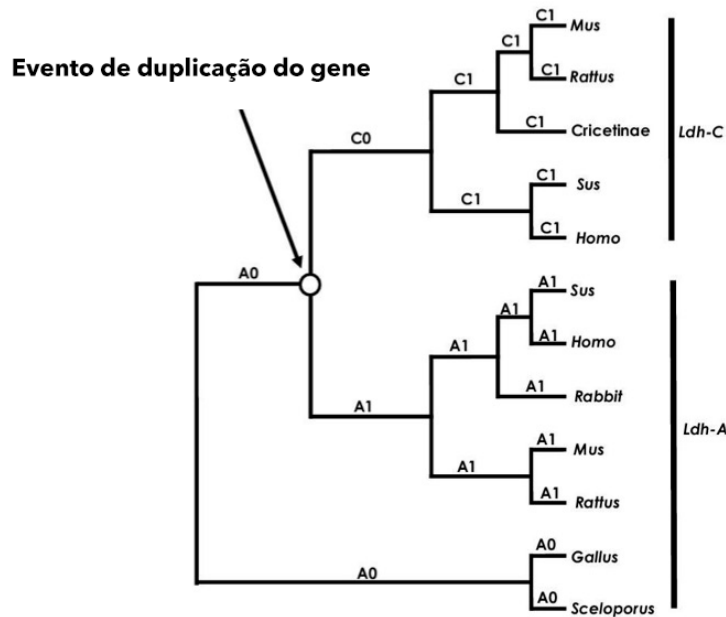 Evento de duplicação do gene
C1
Mus
C1
C1
Rattus
C1
C1
Cricetinae
C0
Ldh-C
C1
Sus
C1
C1
Homo
A0
A1
Sus
A1
A1
Homo
A1
A1
Rabbit
A1
Ldh-A
A1
Mus
A1
A1
Rattus
A0
Gallus
A0
A0
Sceloporus